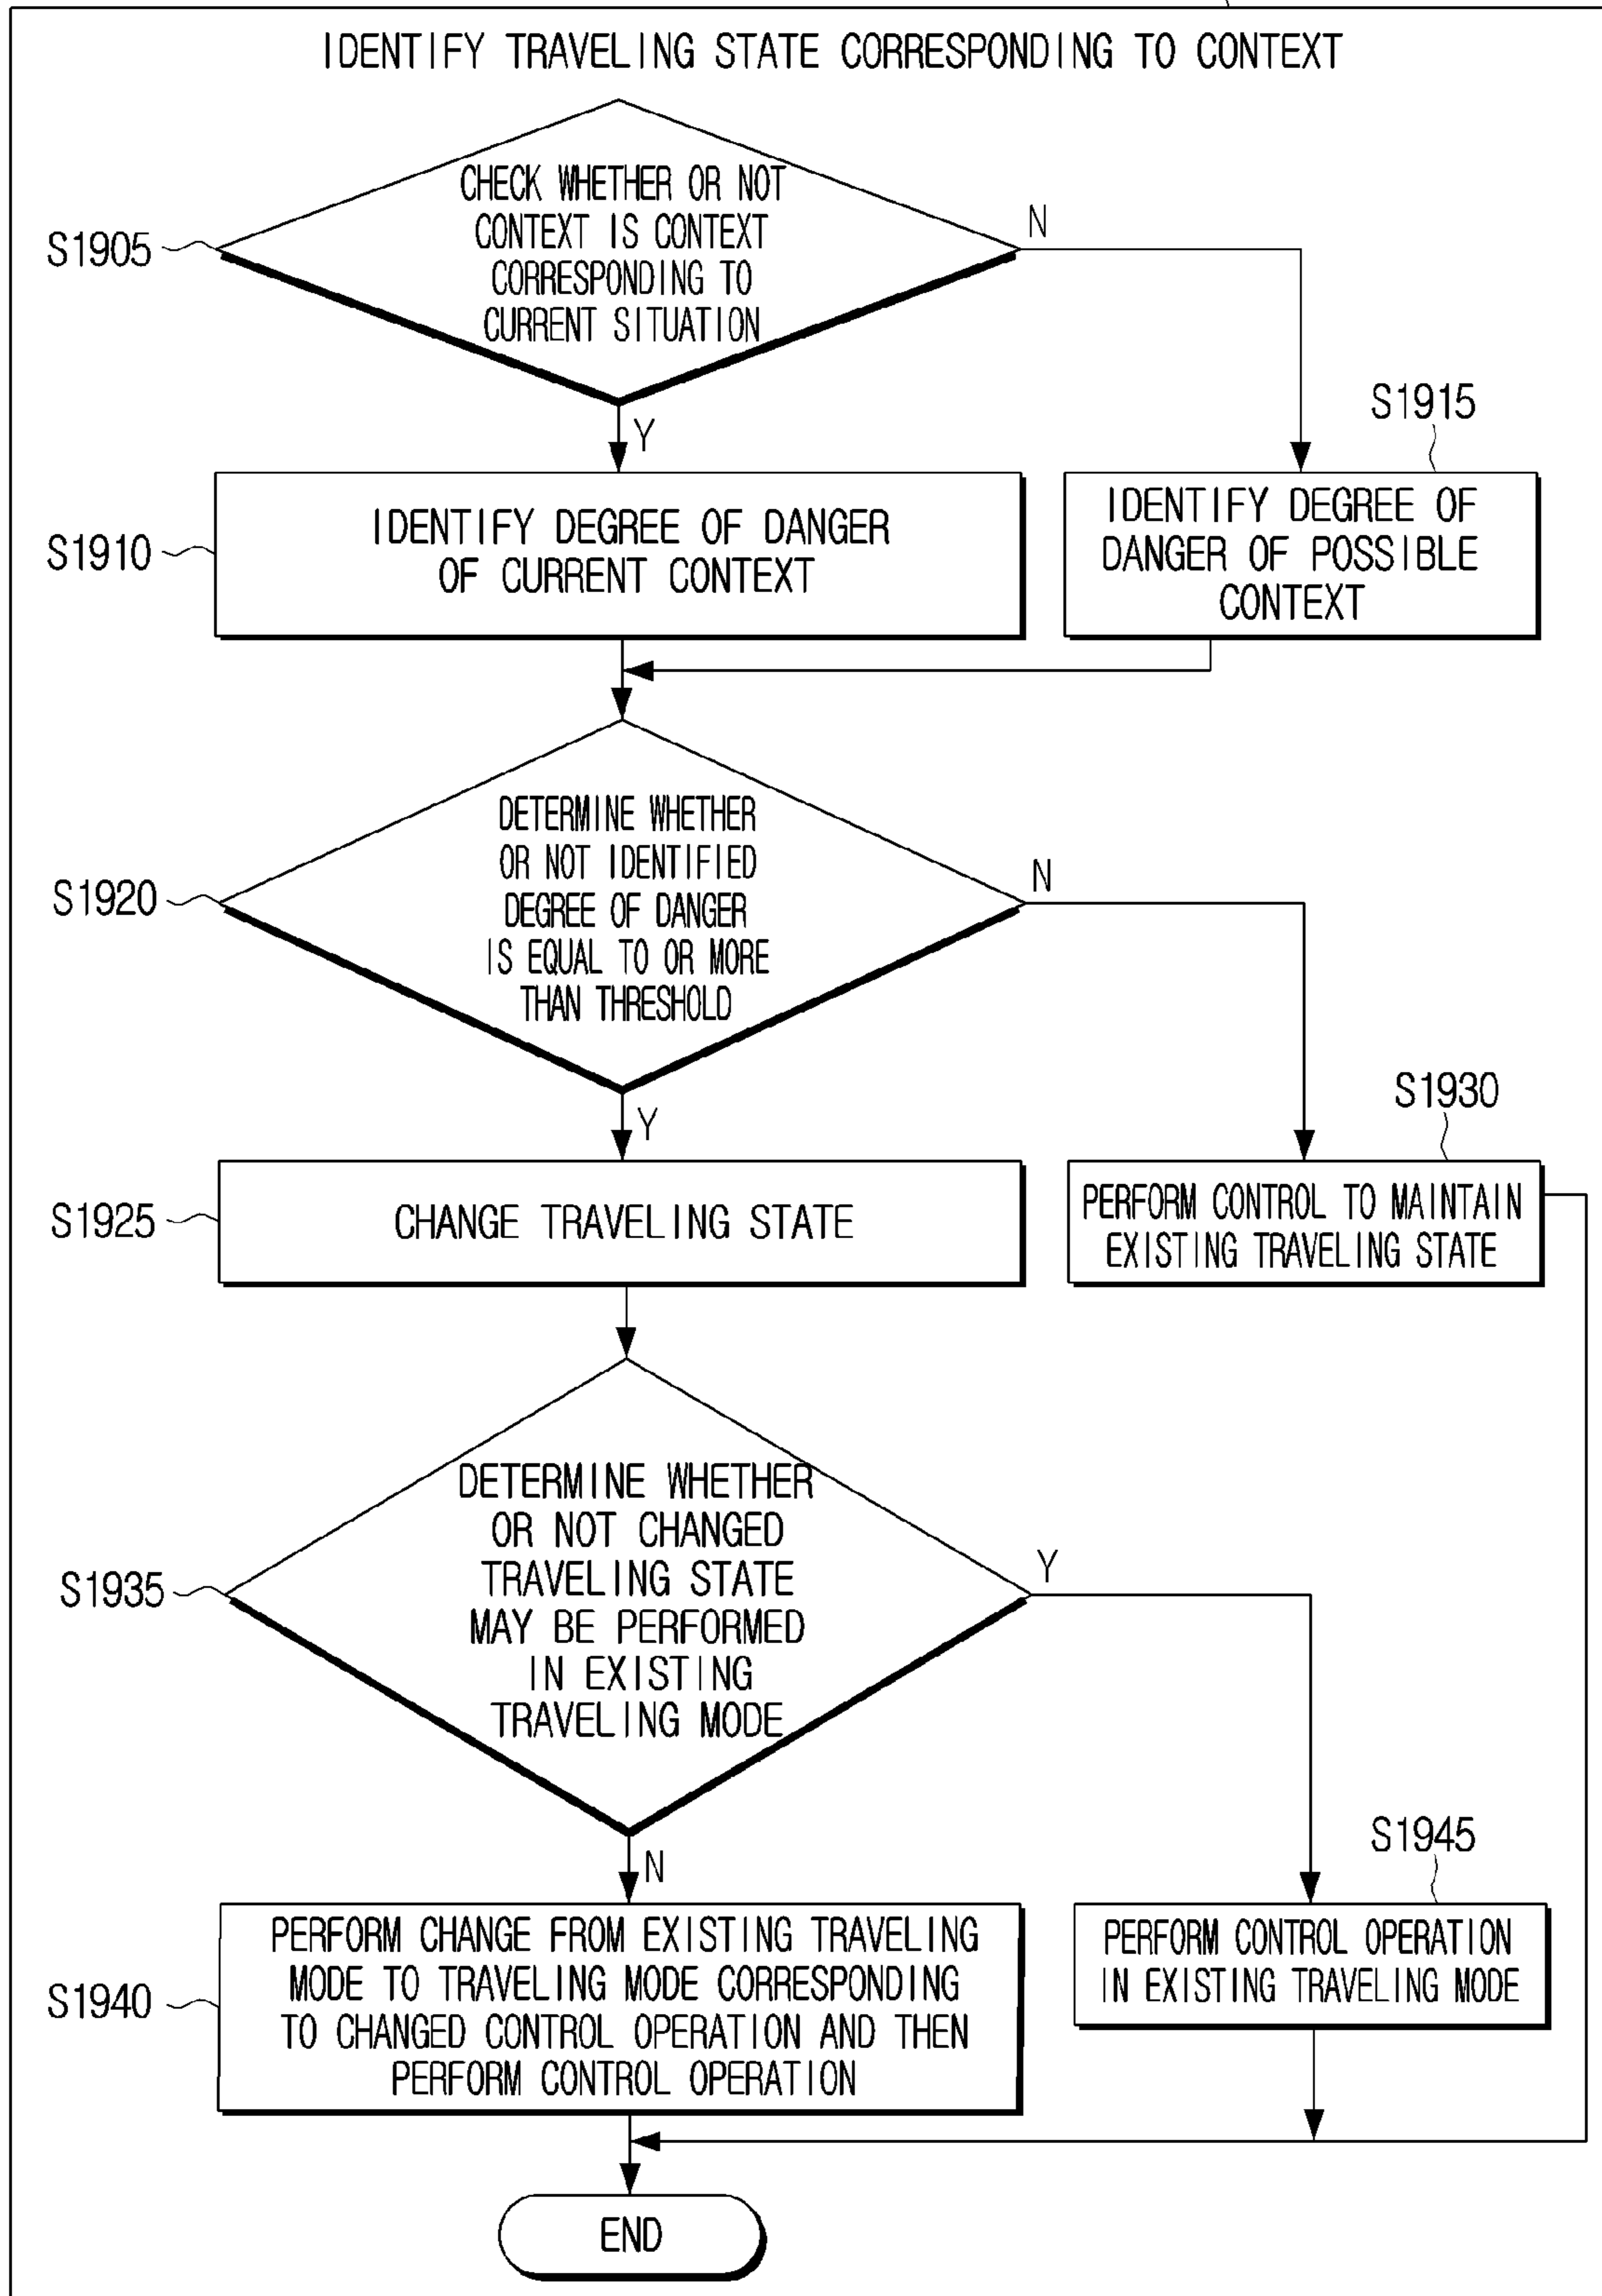 IDENTIFY TRAVELING STATE CORRESPONDING TO CONTEXT
CHECK WHETHER OR NOT
CONTEXT IS CONTEXT
CORRESPONDING TO
CURRENT SITUATION
S1905
N
Y
S1915
S1910
IDENTIFY DEGREE OF DANGER
OF CURRENT CONTEXT
IDENTIFY DEGREE OF
DANGER OF POSSIBLE
CONTEXT
S1920
DETERMINE WHETHER
OR NOT IDENTIFIED
DEGREE OF DANGER
IS EQUAL TO OR MORE
THAN THRESHOLD
N
Y
S1930
S1925
CHANGE TRAVELING STATE
PERFORM CONTROL TO MAINTAIN
EXISTING TRAVELING STATE
S1935
DETERMINE WHETHER
OR NOT CHANGED
TRAVELING STATE
MAY BE PERFORMED
IN EXISTING
TRAVELING MODE
Y
N
S1945
S1940
PERFORM CHANGE FROM EXISTING TRAVELING
MODE TO TRAVELING MODE CORRESPONDING
TO CHANGED CONTROL OPERATION AND THEN
PERFORM CONTROL OPERATION
PERFORM CONTROL OPERATION
IN EXISTING TRAVELING MODE
END